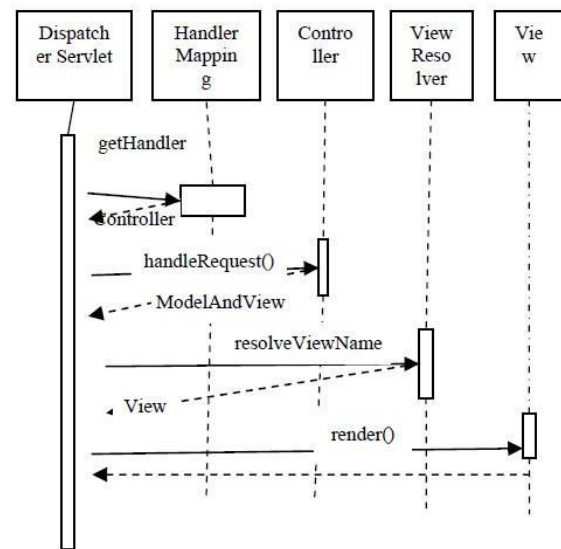 Dispatch
er Servlet
Handler
Mappin
g
Contro
ller
View
Reso
lver
Vie
w
getHandler
Controller
handleRequest()
ModelAndView
resolveViewName
View
render()